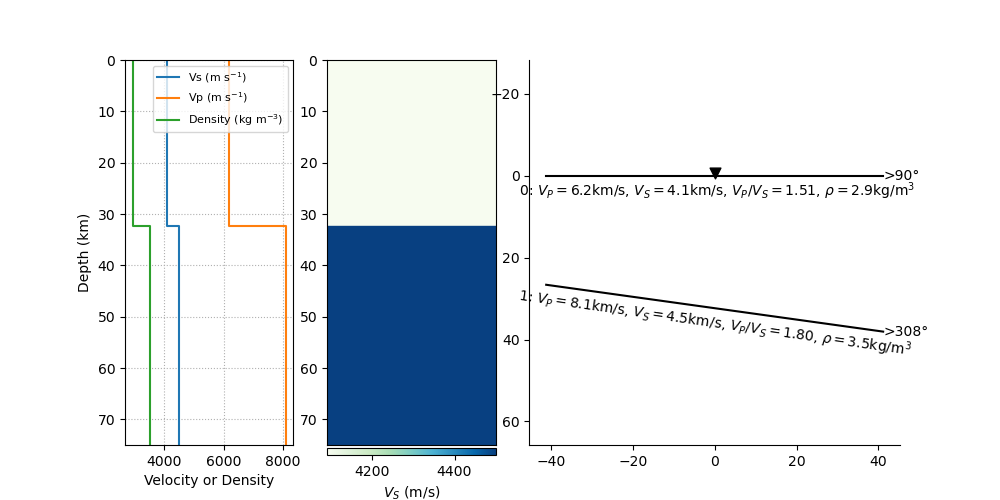 0
10
20
30
40
50
60
70
Depth (km)
4000 6000 8000
Velocity or Density
Vs (m s⁻¹)
Vp (m s⁻¹)
Density (kg m⁻³)
0
10
20
30
40
50
60
70
4200 4400
V_S (m/s)
−20
0
20
40
60
>90°
0: V_P = 6.2km/s, V_S = 4.1km/s, V_P/V_S = 1.51, ρ = 2.9kg/m³
1: V_P = 8.1km/s, V_S = 4.5km/s, V_P/V_S = 1.80, ρ = 3.5kg/m³
>308°
−40 −20 0 20 40